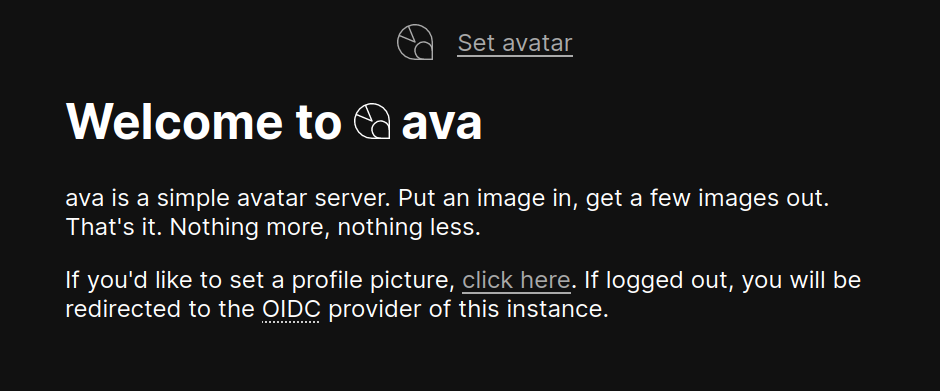 Set avatar
Welcome to ava
ava is a simple avatar server. Put an image in, get a few images out.
That's it. Nothing more, nothing less.
If you'd like to set a profile picture, click here. If logged out, you will be
redirected to the OIDC provider of this instance.